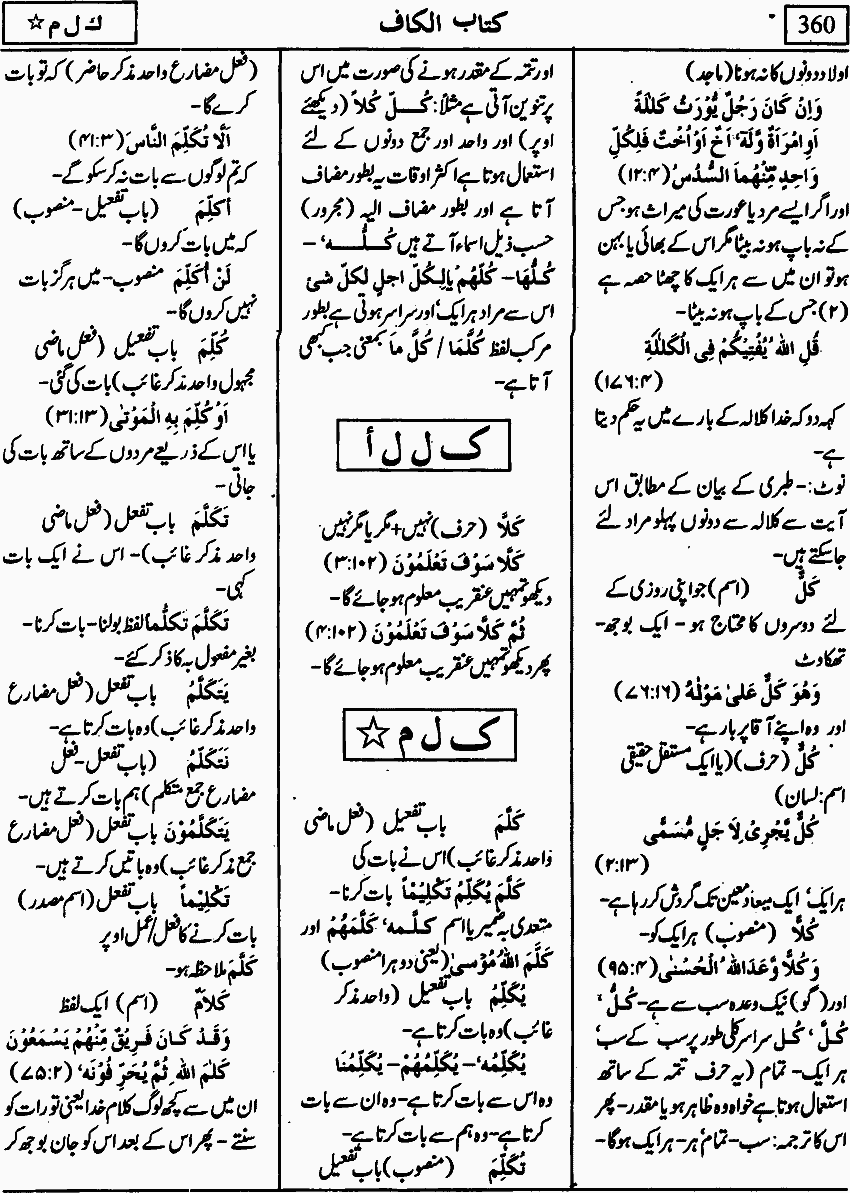 360
کتاب الکاف
ك ل م ☆
اولاد دونوں کا نہ ہونا (ماجد)
وَاِنْ كَانَ رَجُلٌ يُّوْرَثُ كَلٰلَةً
اَوِ امْرَاَةٌ وَّلَهٗٓ اَخٌ اَوْ اُخْتٌ فَلِكُلِّ
وَاحِدٍ مِّنْهُمَا السُّدُسُ (۱۲:۴)
اور اگر ایسے مرد یا عورت کی میراث ہو جس
کے نہ باپ ہو نہ بیٹا مگر اس کے بھائی یا بہن
ہو تو ان میں سے ہر ایک کا چھٹا حصہ ہے
(۲) جس کے باپ ہو نہ بیٹا-
قُلِ اللّٰهُ يُفْتِيْكُمْ فِى الْكَلٰلَةِ
(۱۷۶:۴)
کہہ دو کہ خدا کلالہ کے بارے میں یہ حکم دیتا
ہے-
نوٹ:- طبری کے بیان کے مطابق اس
آیت سے کلالہ سے دونوں پہلو مراد لئے
جا سکتے ہیں-
كَلٌّ (اسم) جو اپنی روزی کے
لئے دوسروں کا محتاج ہو - ایک بوجھ-
تھکاوٹ
وَهُوَ كَلٌّ عَلٰى مَوْلٰهُ (۷۶:۱۶)
اور وہ اپنے آقا پر بار ہے-
كُلٌّ (حرف) (یا ایک مستقل حقیقی
اسم: لسان)
كُلٌّ يَّجْرِىْ لِاَ جَلٍ مُّسَمًّى
(۲:۱۳)
ہر ایک' ایک میعاد معین تک گردش کر رہا ہے-
كُلًّا (منصوب) ہر ایک کو-
وَكُلًّا وَّعَدَ اللّٰهُ الْحُسْنٰى (۹۵:۴)
اور (گو) نیک وعدہ سب سے ہے- كُلُّ'
كُلَّ' كُلِ سراسر کلی طور پر سب کے سب'
ہر ایک- تمام (یہ حرف تتمہ کے ساتھ
استعمال ہوتا ہے خواہ وہ ظاہر ہو یا مقدر- پھر
اس کا ترجمہ: سب- تمام' ہر- ہر ایک ہوگا-
اور تتمہ کے مقدر ہونے کی صورت میں اس
پر تنوین آتی ہے مثلاً: كُلٌّ كُلًّا (دیکھئے
اوپر) اور واحد اور جمع دونوں کے لئے
استعمال ہوتا ہے اکثر اوقات یہ بطور مضاف
آتا ہے اور بطور مضاف الیہ (مجرور)
حسب ذیل اسماء آتے ہیں كُلُّهٗ -
كُلُّهَا- كُلُّهُمْ یا لِكُلِّ اجلٍ لكلّ شئ
اس سے مراد ہر ایک' اور سراسر ہوتی ہے بطور
مرکب لفظ كُلَّمَا / كُلَّ مَا بمعنی جب کبھی
آتا ہے-
ک ل ل أ
كَلَّا (حرف) نہیں+مگر یا مگر نہیں
كَلَّا سَوْفَ تَعْلَمُوْنَ (۳:۱۰۲)
دیکھو تمہیں عنقریب معلوم ہو جائے گا-
ثُمَّ كَلَّا سَوْفَ تَعْلَمُوْنَ (۴:۱۰۲)
پھر دیکھو تمہیں عنقریب معلوم ہو جائے گا-
ک ل م ☆
كَلَّمَ باب تفعیل (فعل ماضی
واحد مذکر غائب) اس نے بات کی
كَلَّمَ يُكَلِّمُ تَكْلِيْمًا بات کرنا-
متعدی بہ ضمیر یا اسم كلّمه' كَلَّمَهُمْ اور
كَلَّمَ اللّٰهُ مُوْسٰى (یعنی دوہرا منصوب)
يُكَلِّمُ باب تفعیل (واحد مذکر
غائب) وہ بات کرتا ہے-
يُكَلِّمُهٗ- يُكَلِّمُهُمْ- يُكَلِّمُنَا
وہ اس سے بات کرتا ہے- وہ ان سے بات
کرتا ہے- وہ ہم سے بات کرتا ہے-
تُكَلِّمَ (منصوب) باب تفعیل
(فعل مضارع واحد مذکر حاضر) کہ تو بات
کرے گا-
اَلَّا تُكَلِّمَ النَّاسَ (۴۱:۳)
کہ تم لوگوں سے بات نہ کر سکو گے-
اُكَلِّمَ (باب تفعیل- منصوب)
کہ میں بات کروں گا-
لَنْ اُكَلِّمَ منصوب- میں ہرگز بات
نہیں کروں گا-
كُلِّمَ باب تفعیل (فعل ماضی
مجہول واحد مذکر غائب) بات کی گئی-
اَوْ كُلِّمَ بِهِ الْمَوْتٰى (۳۱:۱۳)
یا اس کے ذریعے مردوں کے ساتھ بات کی
جاتی-
تَكَلَّمَ باب تفعل (فعل ماضی
واحد مذکر غائب)- اس نے ایک بات
کہی-
تَكَلَّمَ تَكَلُّمًا لفظ بولنا- بات کرنا-
بغیر مفعول بہ کا ذکر کئے-
يَتَكَلَّمُ باب تفعل (فعل مضارع
واحد مذکر غائب) وہ بات کرتا ہے-
نَتَكَلَّمُ (باب تفعل- فعل
مضارع جمع متکلم) ہم بات کرتے ہیں-
يَتَكَلَّمُوْنَ باب تفعل (فعل مضارع
جمع مذکر غائب) وہ باتیں کرتے ہیں-
تَكْلِيْمًا باب تفعل (اسم مصدر)
بات کرنے کا فعل/عمل اوپر
كَلَّمَ ملاحظہ ہو-
كَلَامٌ (اسم) ایک لفظ
وَقَدْ كَانَ فَرِيْقٌ مِّنْهُمْ يَسْمَعُوْنَ
كَلٰمَ اللّٰهِ ثُمَّ يُحَرِّ فُوْنَهٗ (۷۵:۲)
ان میں سے کچھ لوگ کلام خدا یعنی تورات کو
سنتے - پھر اس کے بعد اس کو جان بوجھ کر